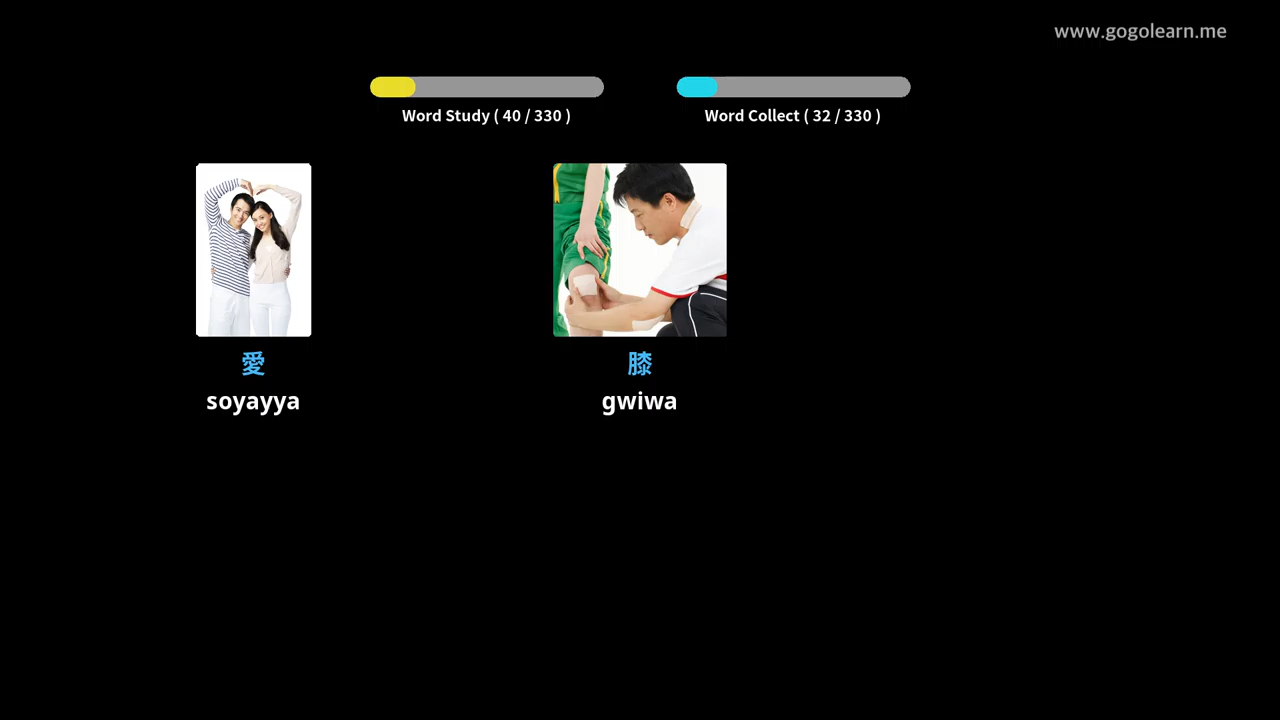 www.gogolearn.me
Word Study ( 40 / 330 )
Word Collect ( 32 / 330 )
愛
soyayya
膝
gwiwa